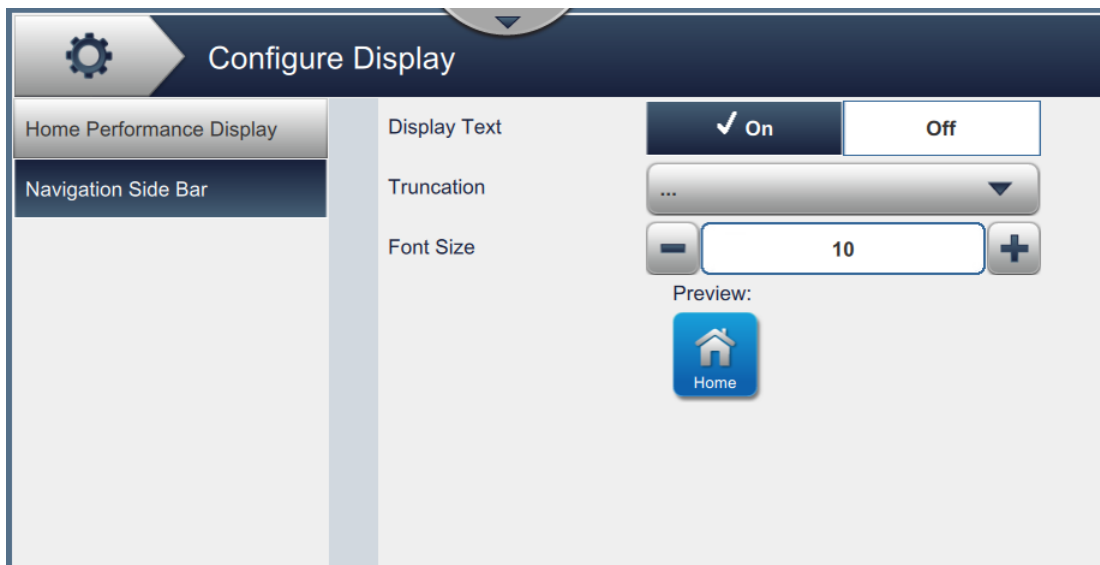 Configure Display
Home Performance Display
Navigation Side Bar
Display Text
✓ On
Off
Truncation
...
Font Size
10
Preview:
Home